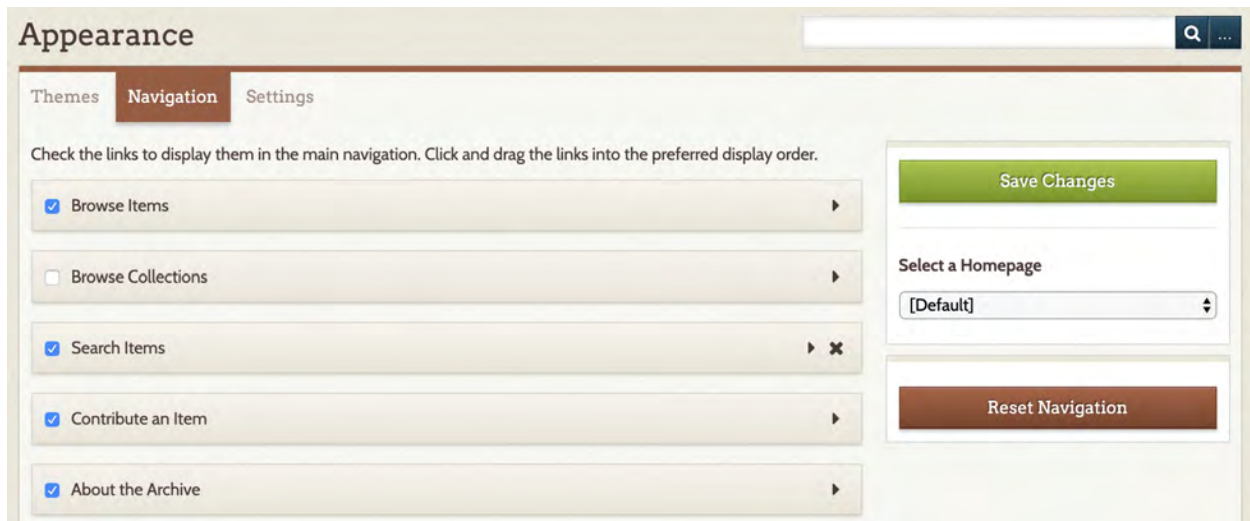 Appearance
...
Themes Navigation Settings
Check the links to display them in the main navigation. Click and drag the links into the preferred display order.
Browse Items
Browse Collections
Search Items
Contribute an Item
About the Archive
Save Changes
Select a Homepage
[Default]
Reset Navigation